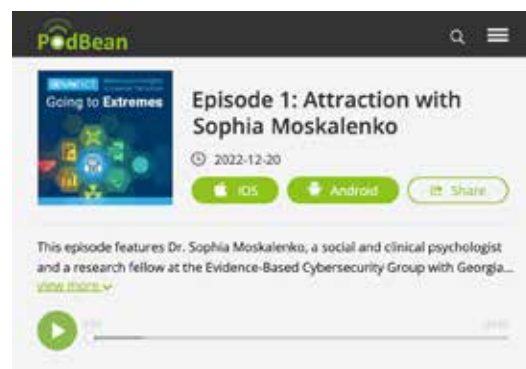 PodBean
Going to Extremes
Episode 1: Attraction with
Sophia Moskalenko
2022-12-20
iOS
Android
Share
This episode features Dr. Sophia Moskalenko, a social and clinical psychologist
and a research fellow at the Evidence-Based Cybersecurity Group with Georgia...
view more